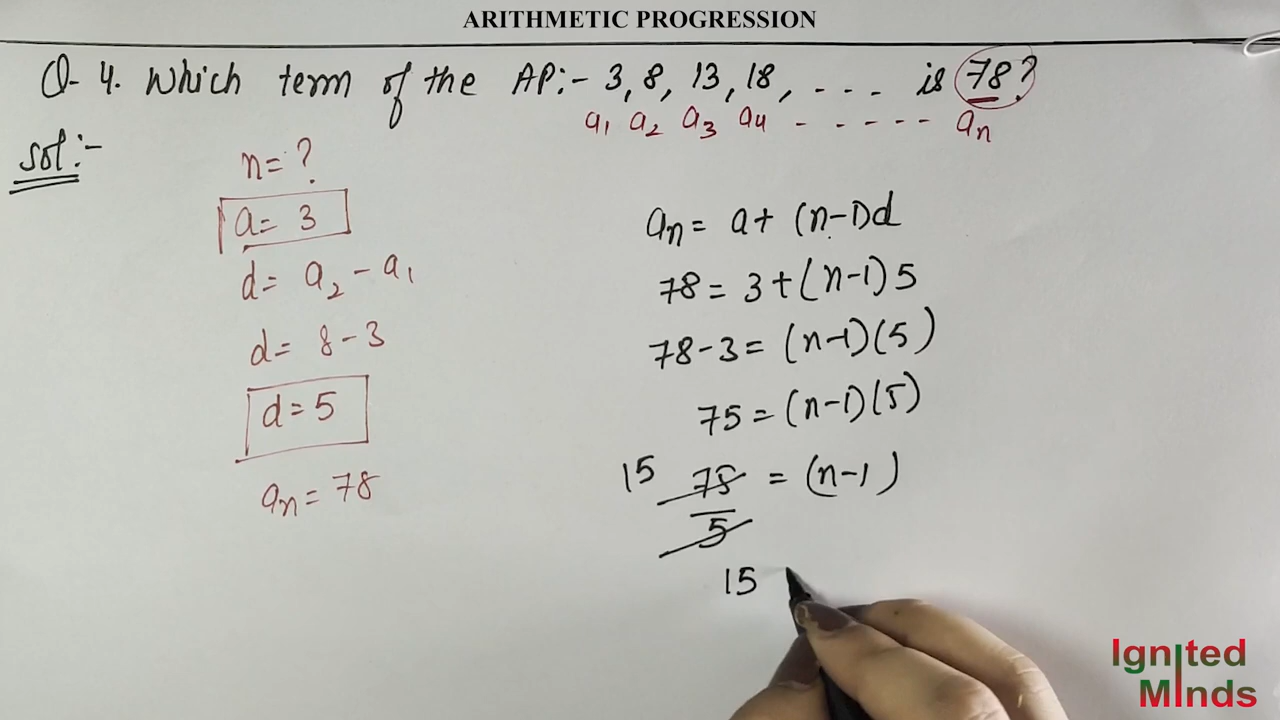 ARITHMETIC PROGRESSION
Q-4. Which term of the AP:- 3, 8, 13, 18, - - - - is 78?
a1 a2 a3 a4 - - - - - - an
Sol:-
n= ?
a= 3
d= a2 - a1
d= 8-3
d=5
an= 78
an= a+ (n-1)d
78= 3+(n-1)5
78-3= (n-1)(5)
75=(n-1)(5)
15 78/5 = (n-1)
15
Ignited
Minds